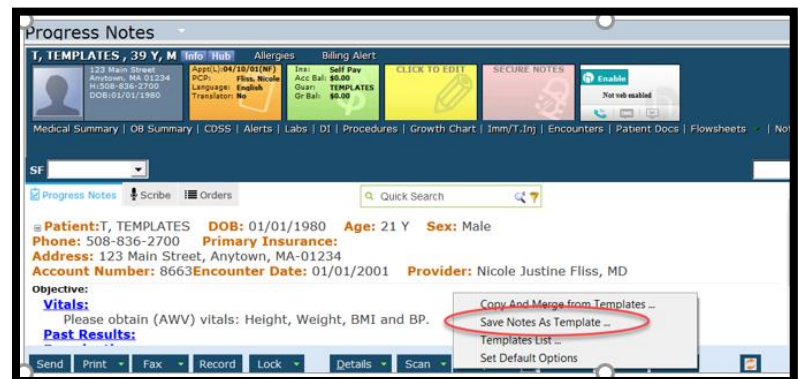 Progress Notes
T, TEMPLATES , 39 Y, M Info Hub Allergies Billing Alert
123 Main Street
Anytown, MA 01234
H:508-836-2700
DOB:01/01/1980
Appt(L):04/10/01(NF)
PCP: Fliss, Nicole
Language: English
Translator: No
Ins: Self Pay
Acc Bal: $0.00
Guar: TEMPLATES
Gr Bal: $0.00
CLICK TO EDIT
SECURE NOTES
Enable
Not web enabled
Medical Summary | OB Summary | CDSS | Alerts | Labs | DI | Procedures | Growth Chart | Imm/T.Inj | Encounters | Patient Docs | Flowsheets | No
SF
Progress Notes Scribe Orders Quick Search
Patient:T, TEMPLATES DOB: 01/01/1980 Age: 21 Y Sex: Male
Phone: 508-836-2700 Primary Insurance:
Address: 123 Main Street, Anytown, MA-01234
Account Number: 8663Encounter Date: 01/01/2001 Provider: Nicole Justine Fliss, MD
Objective:
Vitals:
Please obtain (AWV) vitals: Height, Weight, BMI and BP.
Past Results:
Copy And Merge from Templates ...
Save Notes As Template ...
Templates List ...
Set Default Options
Send Print Fax Record Lock Details Scan